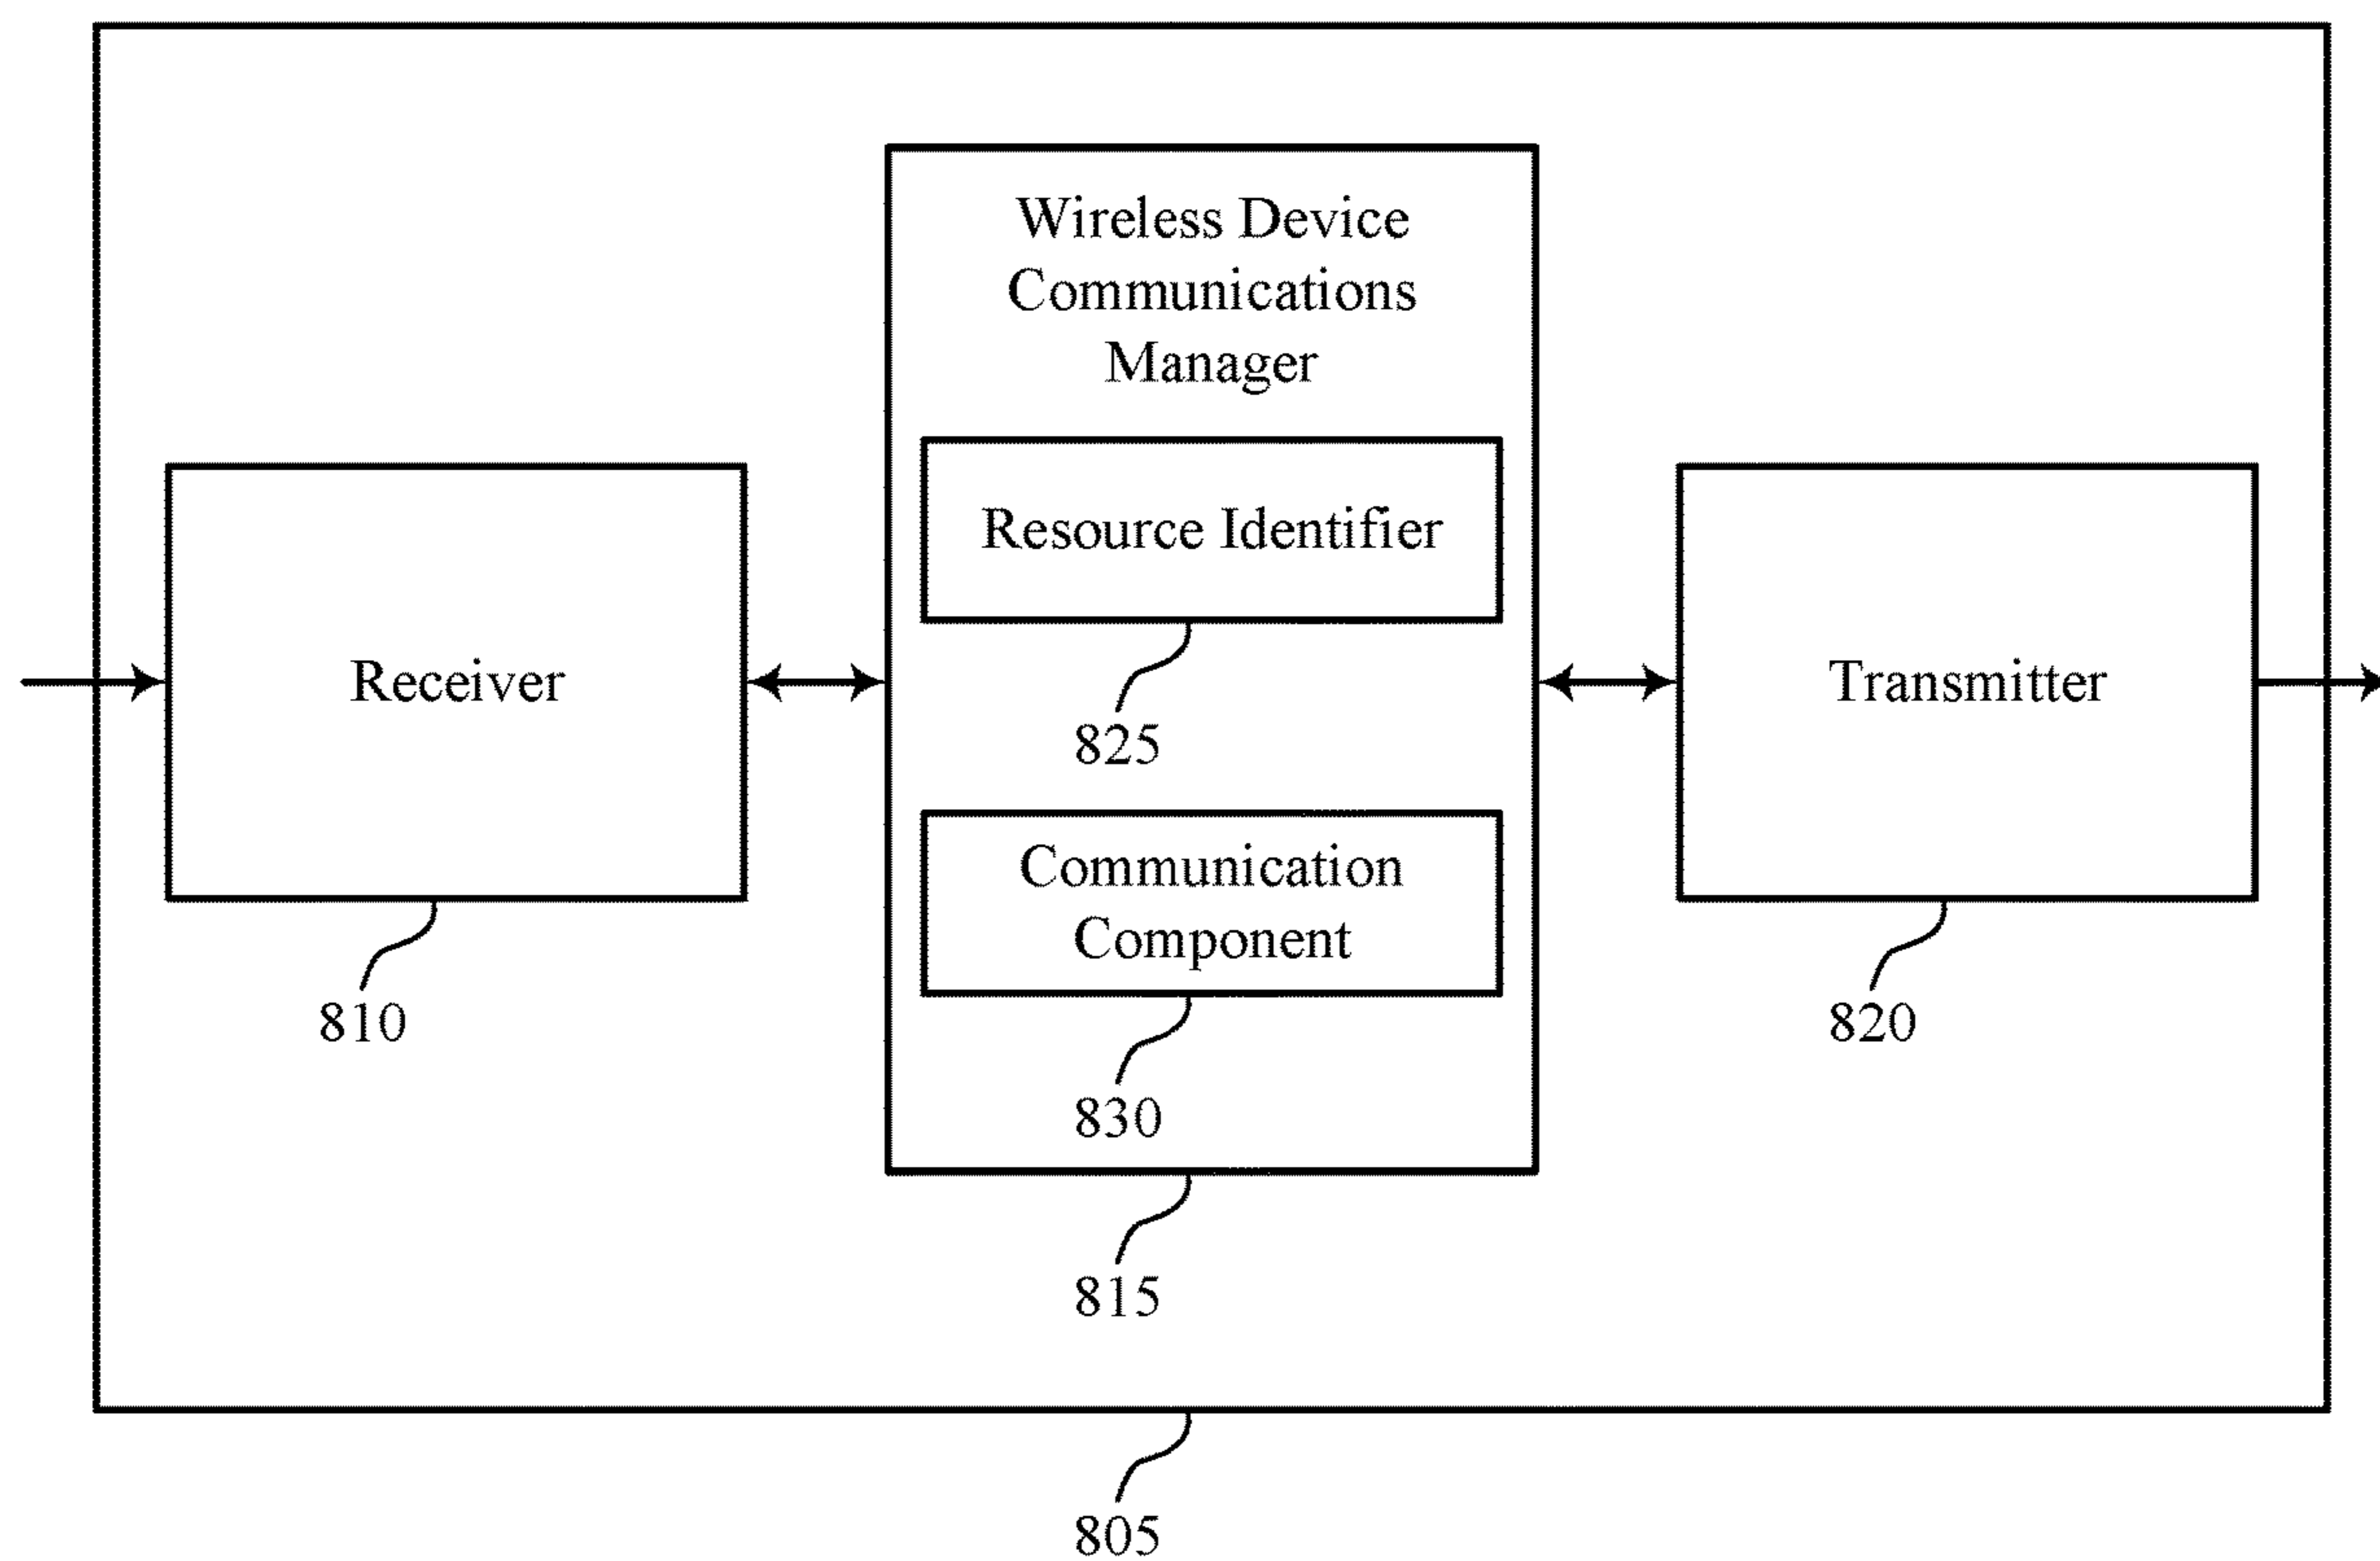 Wireless Device
Communications
Manager
Resource Identifier
Receiver
Transmitter
825
Communication
Component
810
820
830
815
805